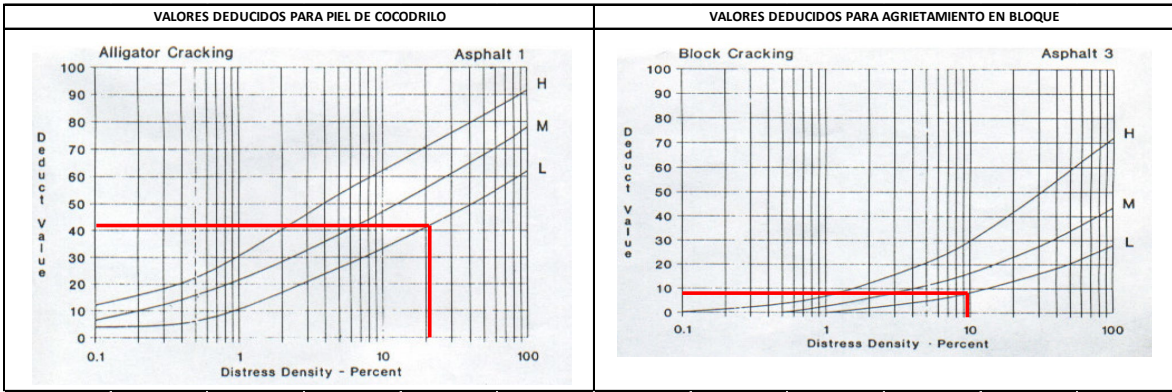 VALORES DEDUCIDOS PARA PIEL DE COCODRILO
Alligator Cracking Asphalt 1
100
90
80
70
60
50
40
30
20
10
0
Deduct Value
H
M
L
0.1 1 10 100
Distress Density - Percent
VALORES DEDUCIDOS PARA AGRIETAMIENTO EN BLOQUE
Block Cracking Asphalt 3
100
90
80
70
60
50
40
30
20
10
0
Deduct Value
H
M
L
0.1 1 10 100
Distress Density - Percent